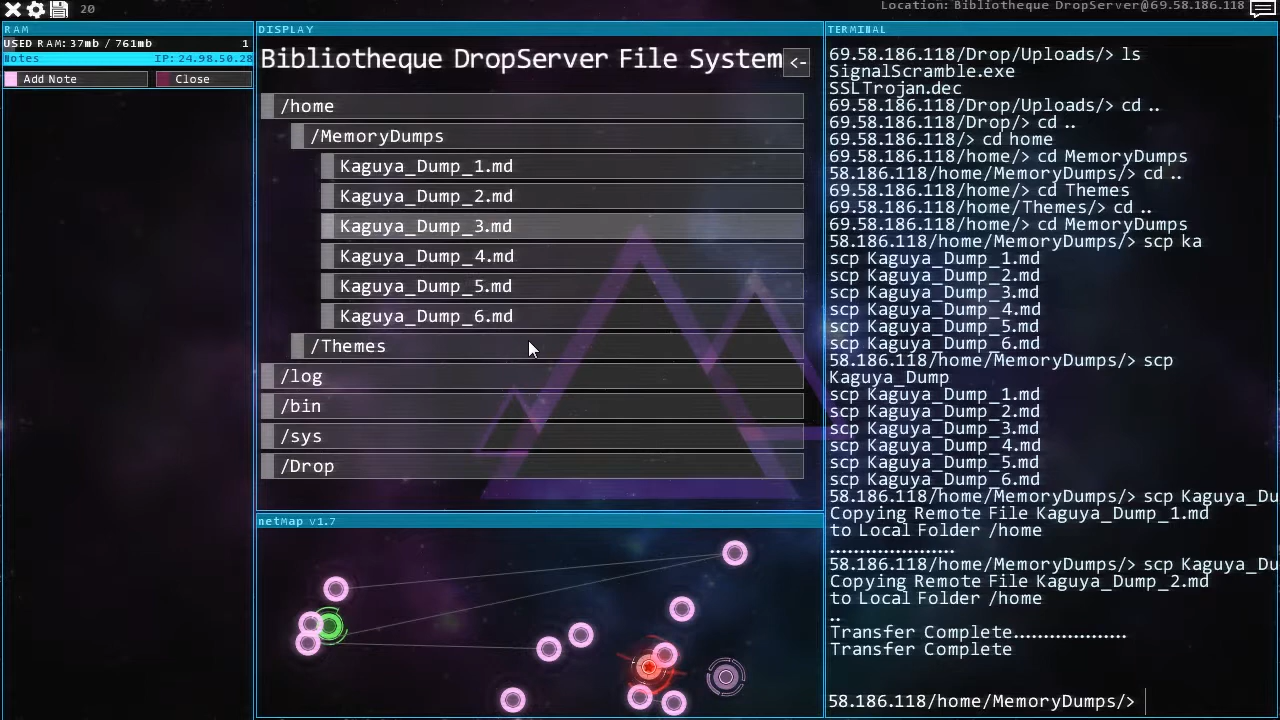 20
Location: Bibliotheque DropServer@69.58.186.118
RAM
USED RAM: 37mb / 761mb 1
Notes IP: 24.98.50.28
Add Note Close
DISPLAY
Bibliotheque DropServer File System <-
/home
/MemoryDumps
Kaguya_Dump_1.md
Kaguya_Dump_2.md
Kaguya_Dump_3.md
Kaguya_Dump_4.md
Kaguya_Dump_5.md
Kaguya_Dump_6.md
/Themes
/log
/bin
/sys
/Drop
netMap v1.7
TERMINAL
69.58.186.118/Drop/Uploads/> ls
SignalScramble.exe
SSLTrojan.dec
69.58.186.118/Drop/Uploads/> cd ..
69.58.186.118/Drop/> cd ..
69.58.186.118/> cd home
69.58.186.118/home/> cd MemoryDumps
58.186.118/home/MemoryDumps/> cd ..
69.58.186.118/home/> cd Themes
69.58.186.118/home/Themes/> cd ..
69.58.186.118/home/> cd MemoryDumps
58.186.118/home/MemoryDumps/> scp ka
scp Kaguya_Dump_1.md
scp Kaguya_Dump_2.md
scp Kaguya_Dump_3.md
scp Kaguya_Dump_4.md
scp Kaguya_Dump_5.md
scp Kaguya_Dump_6.md
58.186.118/home/MemoryDumps/> scp
Kaguya_Dump
scp Kaguya_Dump_1.md
scp Kaguya_Dump_2.md
scp Kaguya_Dump_3.md
scp Kaguya_Dump_4.md
scp Kaguya_Dump_5.md
scp Kaguya_Dump_6.md
58.186.118/home/MemoryDumps/> scp Kaguya_Du
Copying Remote File Kaguya_Dump_1.md
to Local Folder /home
.....................
58.186.118/home/MemoryDumps/> scp Kaguya_Du
Copying Remote File Kaguya_Dump_2.md
to Local Folder /home
..
Transfer Complete...................
Transfer Complete
58.186.118/home/MemoryDumps/>